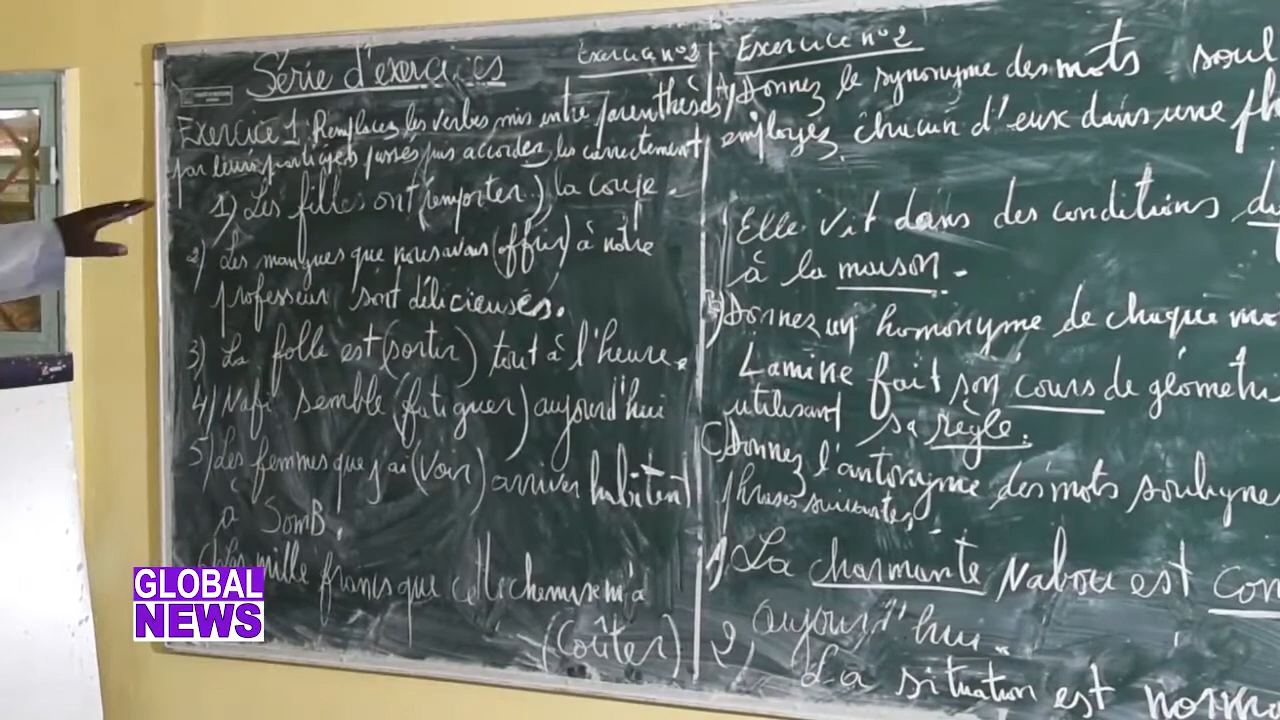 Série d'exercices
Exercice 1: Remplacez les verbes mis entre parenthèses
par leurs participes passés puis accordez les correctement
1) Les filles ont (emporter) la coupe.
2) Les mangues que nous avons (offrir) à notre
professeur sont délicieuses.
3) La folle est (sortir) tout à l'heure.
4) Nafi semble (fatiguer) aujourd'hui
5) Les femmes que j'ai (voir) arriver habitent
à SomB.
6) Les mille francs que cette chemise m'a
(coûter)
Exercice n°2
Exercice n°2
A) Donnez le synonyme des mots soul
employez chacun d'eux dans une ph
Elle vit dans des conditions
à la maison.
B) Donnez un homonyme de chaque mo
Lamine fait son cours de géométri
utilisant sa règle.
C) Donnez l'antonyme des mots souligne
phrases suivantes
1) La charmante Nabou est con
aujourd'hui.
2) La situation est norma
GLOBAL
NEWS